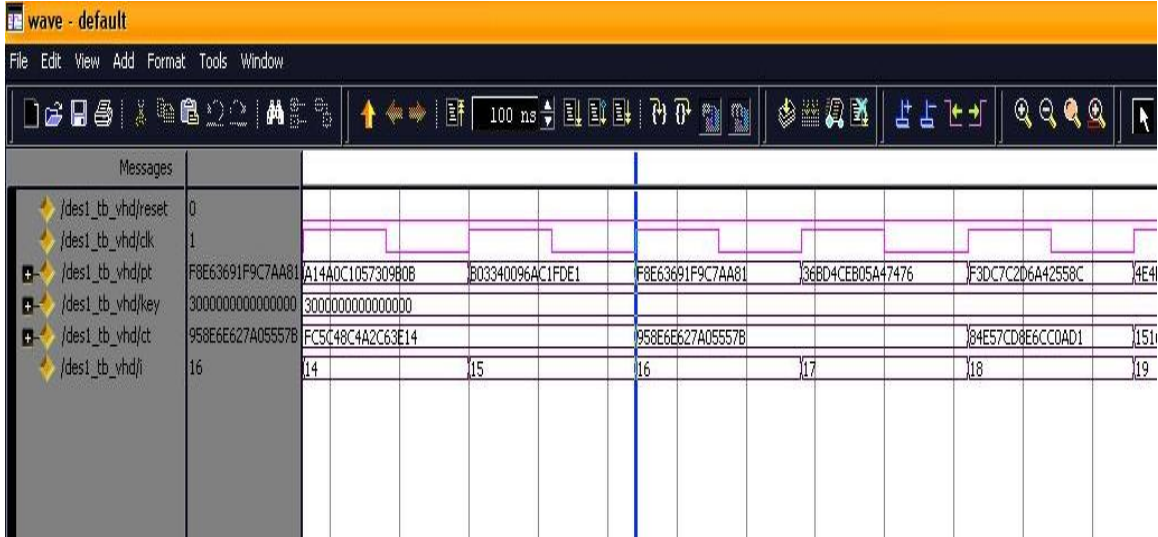 wave - default
File Edit View Add Format Tools Window
100 ns
Messages
/des1_tb_vhd/reset 0
/des1_tb_vhd/clk 1
/des1_tb_vhd/pt F8E63691F9C7AA81 A14A0C1057309B0B B03340096AC1FDE1 F8E63691F9C7AA81 36BD4CEB05A47476 F3DC7C2D6A42558C
/des1_tb_vhd/key 3000000000000000 3000000000000000
/des1_tb_vhd/ct 958E6E627A05557B FC5C48C4A2C63E14 958E6E627A05557B 84E57CD8E6CC0AD1
/des1_tb_vhd/i 16 14 15 16 17 18 19